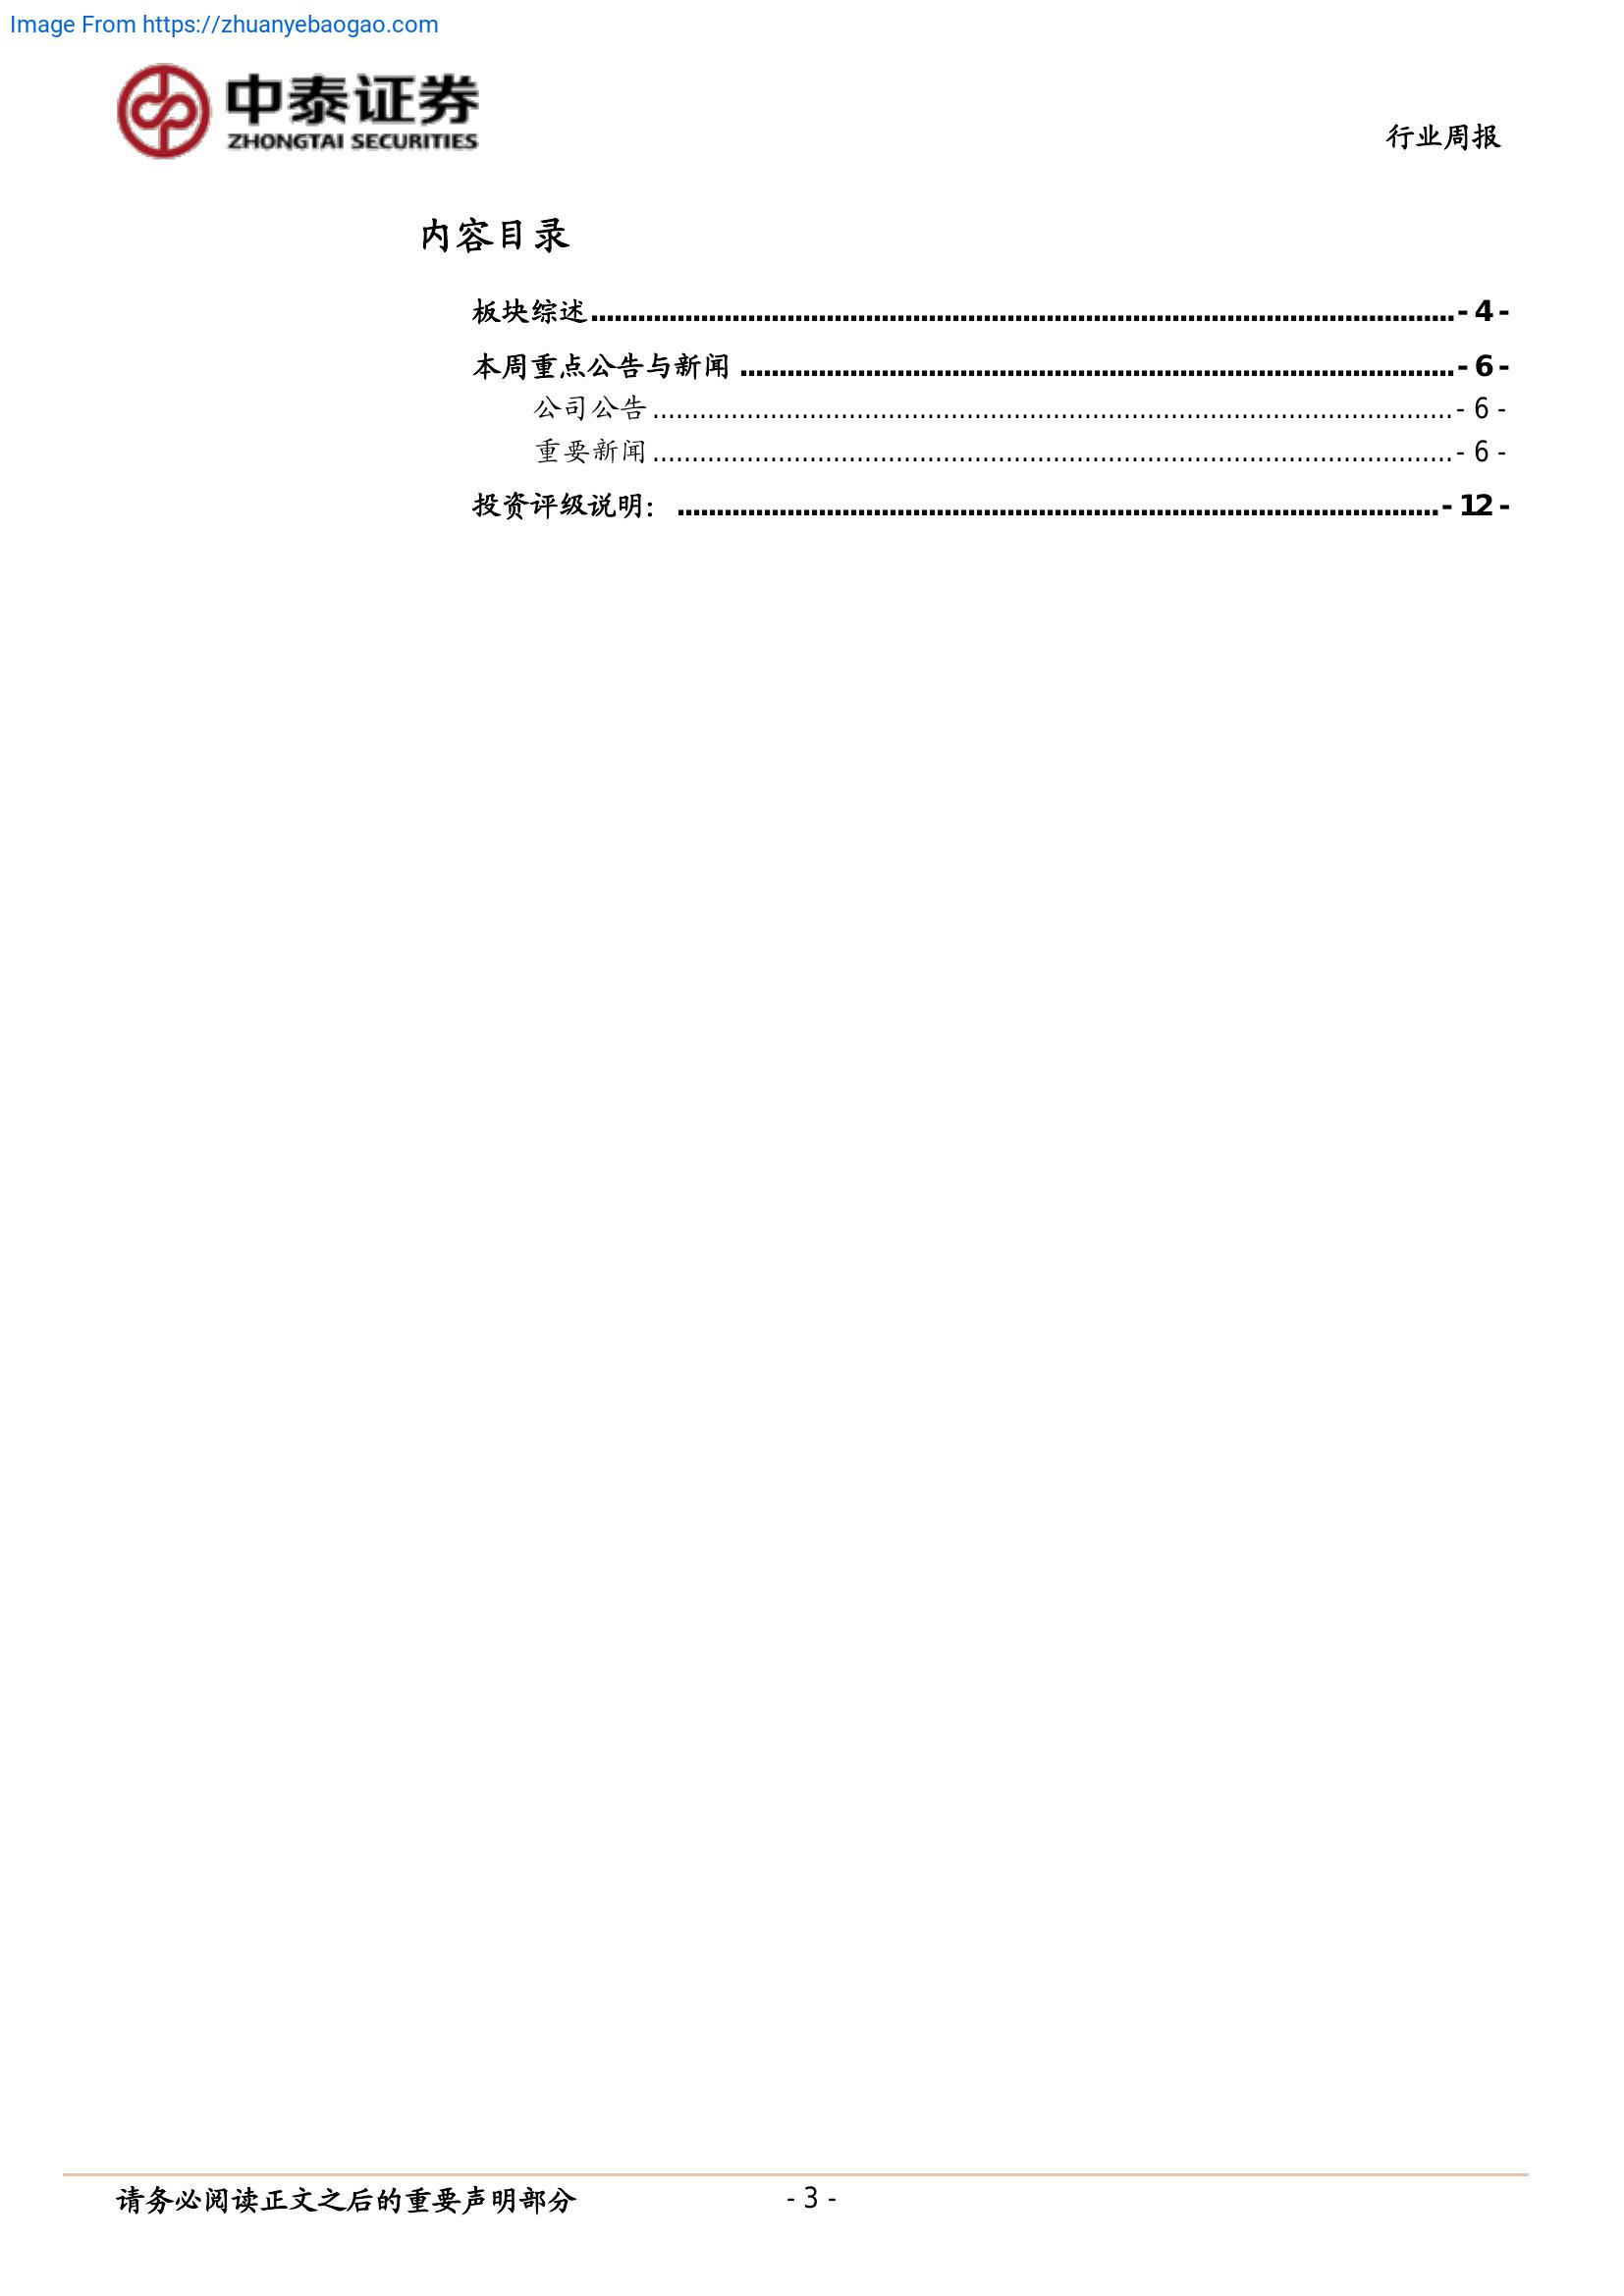 Image From https://zhuanyebaogao.com
中泰证券
ZHONGTAI SECURITIES
行业周报
内容目录
板块综述................................................................................................................- 4 -
本周重点公告与新闻 ............................................................................................- 6 -
公司公告.......................................................................................................- 6 -
重要新闻.......................................................................................................- 6 -
投资评级说明： ..................................................................................................- 12 -
请务必阅读正文之后的重要声明部分
- 3 -